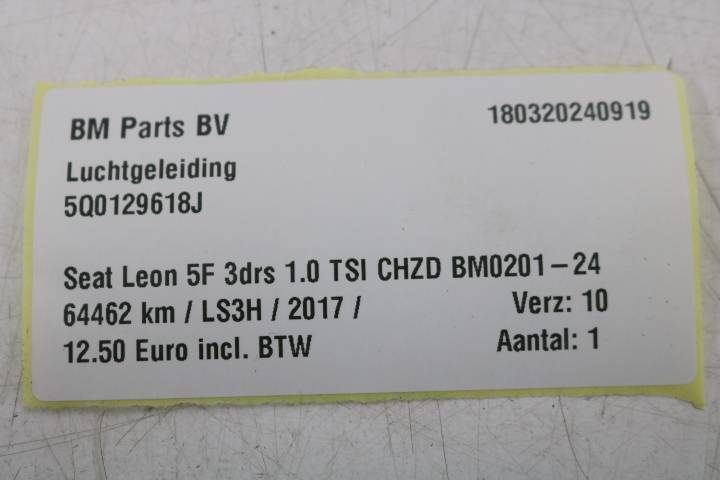 BM Parts BV 180320240919
Luchtgeleiding
5Q0129618J
Seat Leon 5F 3drs 1.0 TSI CHZD BM0201-24
64462 km / LS3H / 2017 / Verz: 10
12.50 Euro incl. BTW Aantal: 1